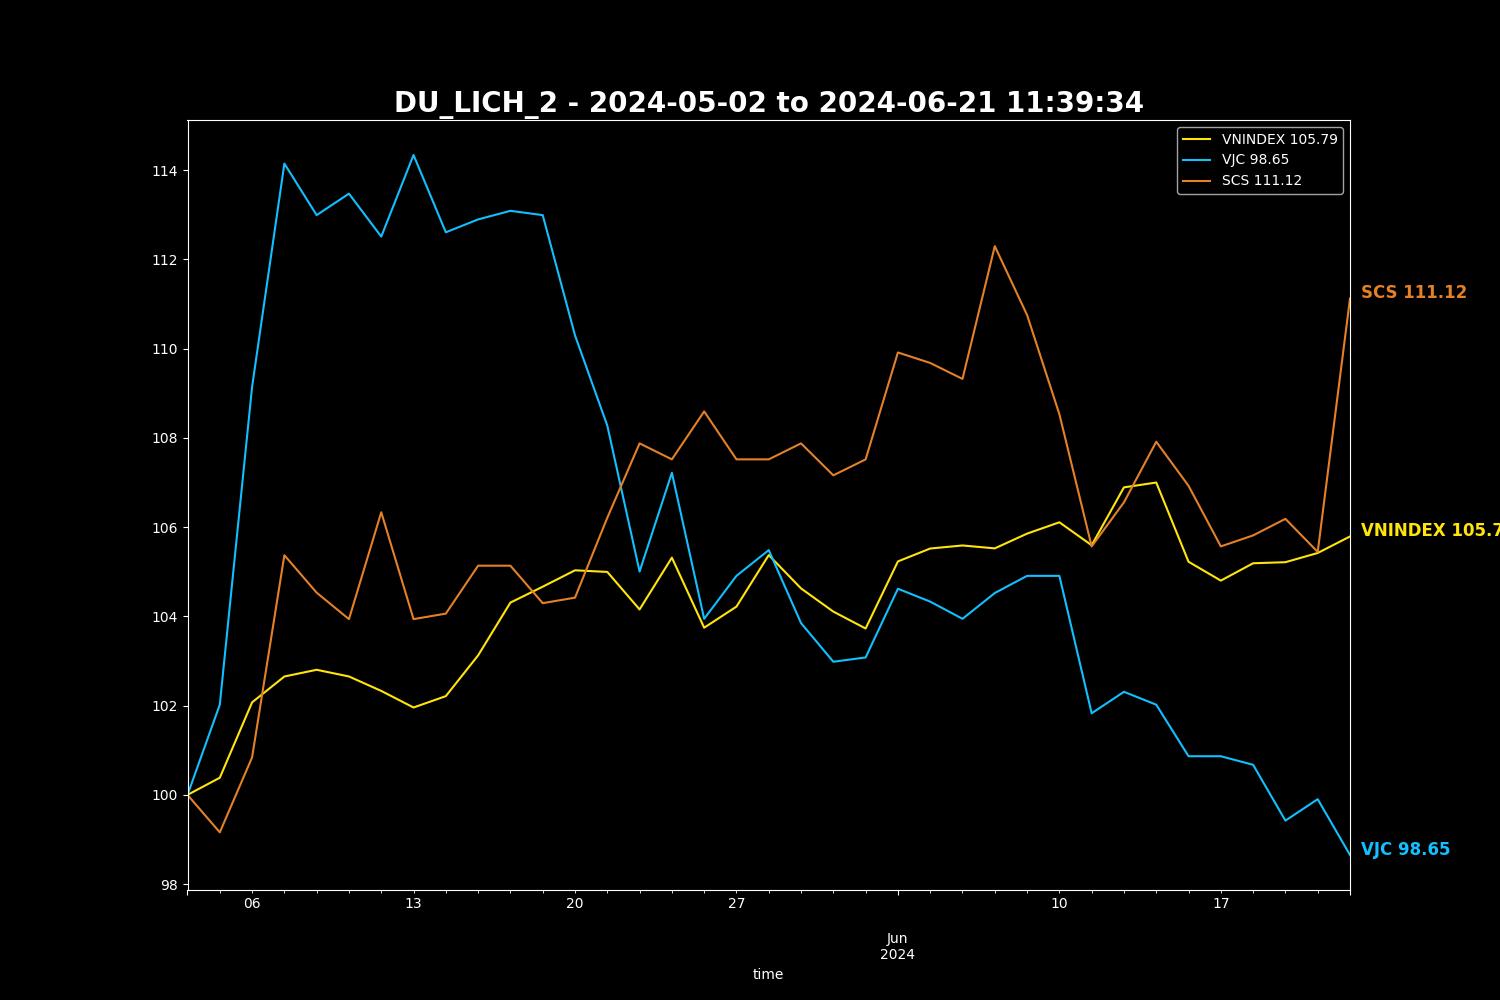 DU_LICH_2 - 2024-05-02 to 2024-06-21 11:39:34
VNINDEX 105.79
VJC 98.65
SCS 111.12
114
112
110
108
106
104
102
100
98
SCS 111.12
VNINDEX 105.7
VJC 98.65
06 13 20 27 10 17
Jun
2024
time